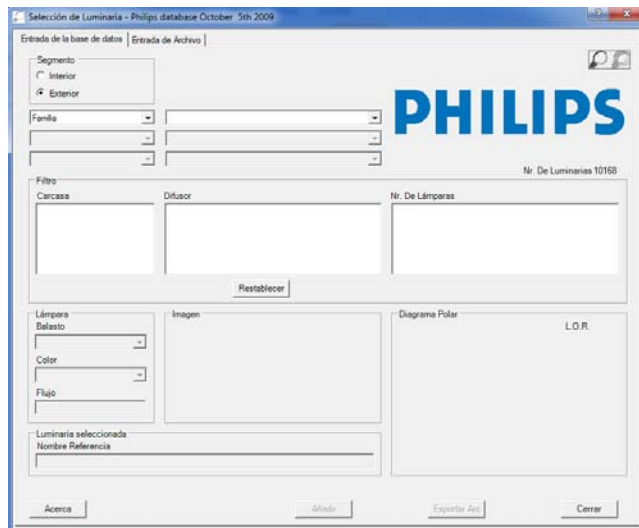 Selección de Luminaria - Philips database October 5th 2009
Entrada de la base de datos
Entrada de Archivo
Segmento
Interior
Exterior
Familia
PHILIPS
Nr. De Luminarias 10168
Filtro
Carcasa
Difusor
Nr. De Lámparas
Restablecer
Lámpara
Balasto
Color
Flujo
Imagen
Diagrama Polar
L.O.R.
Luminaria seleccionada
Nombre Referencia
Acerca
Añadir
Exportar Arc
Cerrar